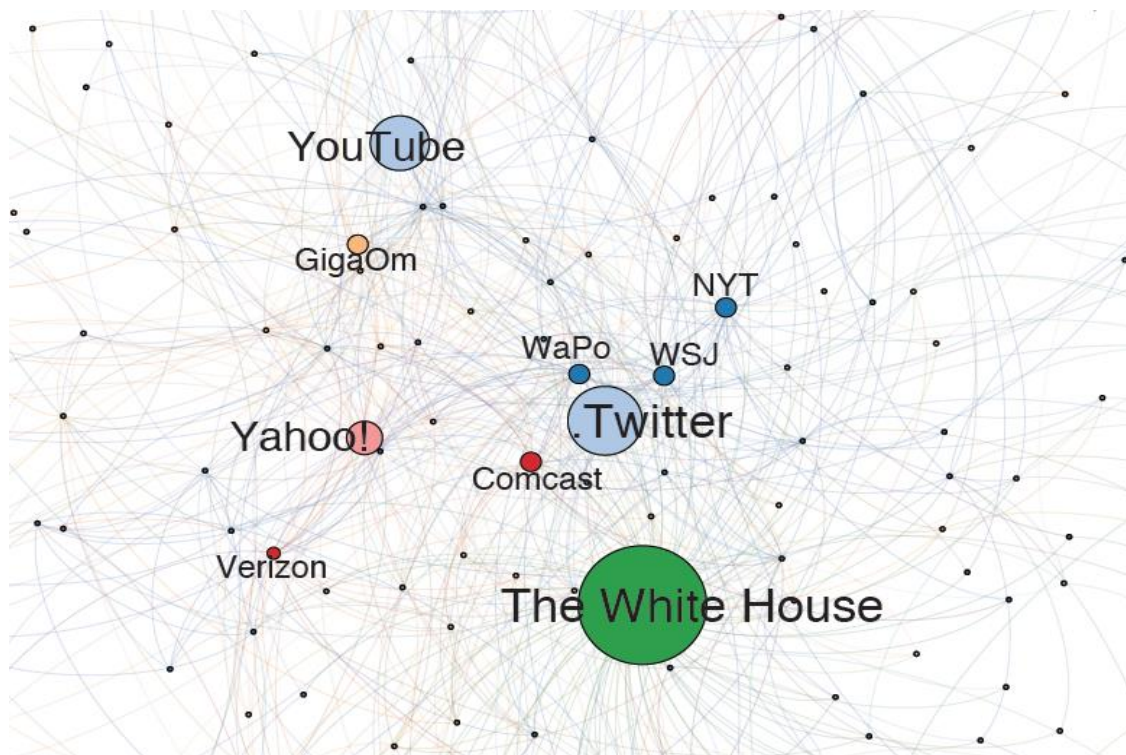 YouTube
GigaOm
NYT
WaPo
WSJ
.Twitter
Yahoo!
Comcast
Verizon
The White House